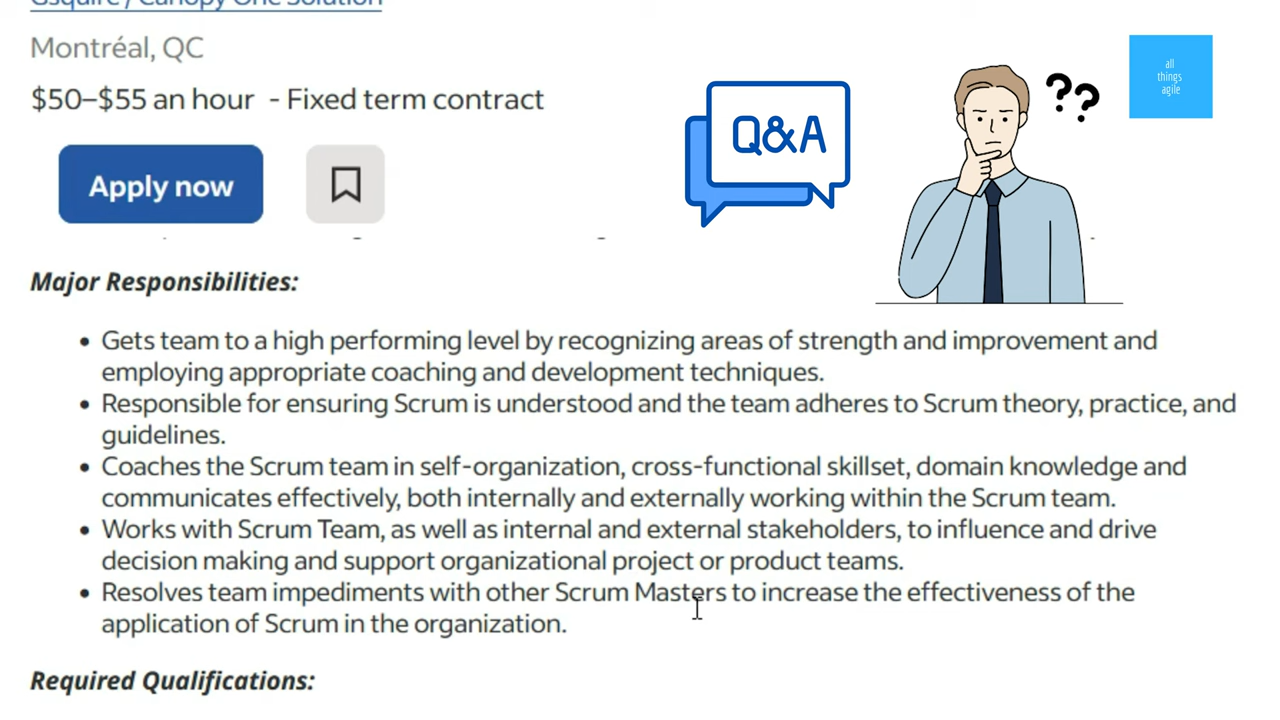 Gsquire / Canopy One Solution
Montréal, QC
$50–$55 an hour - Fixed term contract
Apply now
Q&A
??
all
things
agile
Major Responsibilities:
• Gets team to a high performing level by recognizing areas of strength and improvement and
employing appropriate coaching and development techniques.
• Responsible for ensuring Scrum is understood and the team adheres to Scrum theory, practice, and
guidelines.
• Coaches the Scrum team in self-organization, cross-functional skillset, domain knowledge and
communicates effectively, both internally and externally working within the Scrum team.
• Works with Scrum Team, as well as internal and external stakeholders, to influence and drive
decision making and support organizational project or product teams.
• Resolves team impediments with other Scrum Masters to increase the effectiveness of the
application of Scrum in the organization.
Required Qualifications: